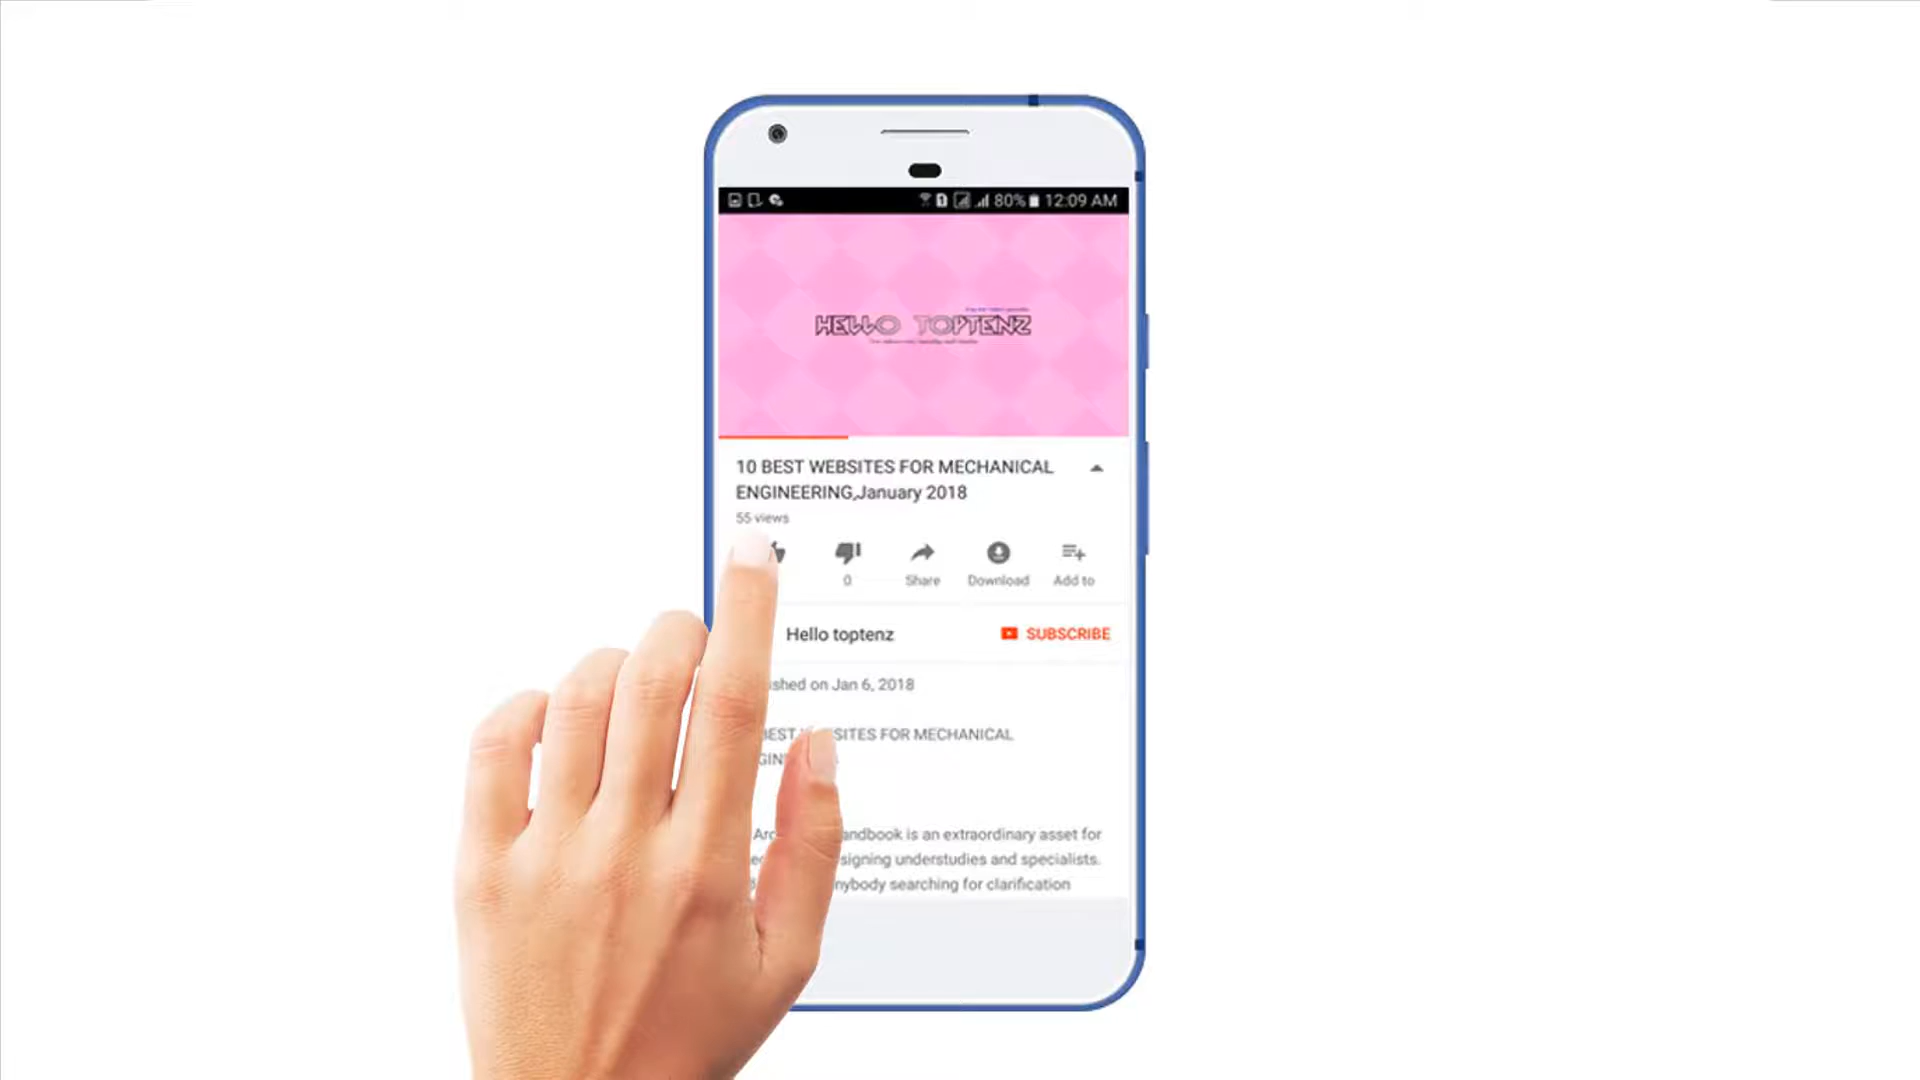 80% 12:09 AM
HELLO TOPTENZ
10 BEST WEBSITES FOR MECHANICAL
ENGINEERING,January 2018
55 views
0
Share
Download
Add to
Hello toptenz
SUBSCRIBE
ished on Jan 6, 2018
SITES FOR MECHANICAL
andbook is an extraordinary asset for
signing understudies and specialists.
nybody searching for clarification